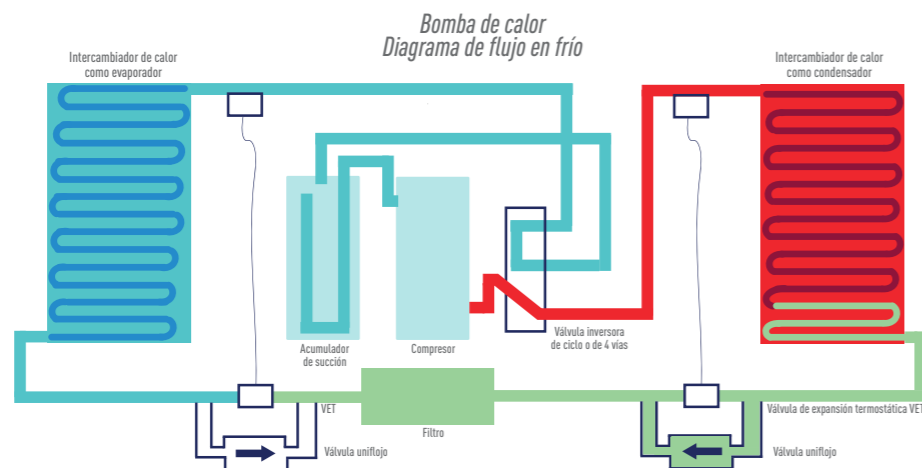 Bomba de calor
Diagrama de flujo en frío
Intercambiador de calor
como evaporador
Intercambiador de calor
como condensador
Acumulador
de succión
Compresor
Válvula inversora
de ciclo o de 4 vías
VET
Filtro
Válvula de expansión termostática VET
Válvula uniflojo
Válvula uniflojo